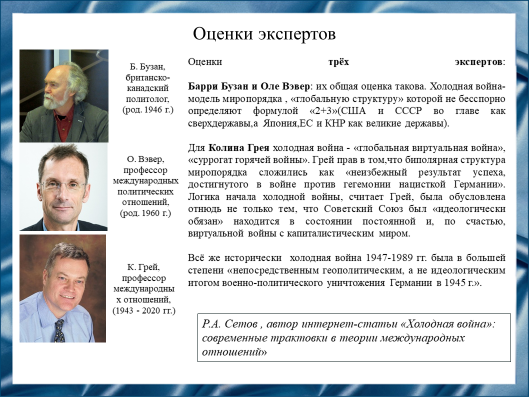 Оценки экспертов
Б. Бузан,
британско-
канадский
политолог,
(род. 1946 г.)
О. Вэвер,
профессор
международных
политических
отношений,
(род. 1960 г.)
К. Грей,
профессор
международны
х отношений,
(1943 - 2020 гг.)
Оценки трёх экспертов:
Барри Бузан и Оле Вэвер: их общая оценка такова. Холодная война-
модель миропорядка , «глобальную структуру» которой не бесспорно
определяют формулой «2+3»(США и СССР во главе как
сверхдержавы,а Япония,ЕС и КНР как великие державы).
Для Колина Грея холодная война - «глобальная виртуальная война»,
«суррогат горячей войны». Грей прав в том,что биполярная структура
миропорядка сложились как «неизбежный результат успеха,
достигнутого в войне против гегемонии нацисткой Германии».
Логика начала холодной войны, считает Грей, была обусловлена
отнюдь не только тем, что Советский Союз был «идеологически
обязан» находится в состоянии постоянной и, по счастью,
виртуальной войны с капиталистическим миром.
Всё же исторически холодная война 1947-1989 гг. была в большей
степени «непосредственным геополитическим, а не идеологическим
итогом военно-политического уничтожения Германии в 1945 г.».
Р.А. Сетов , автор интернет-статьи «Холодная война»:
современные трактовки в теории международных
отношений»